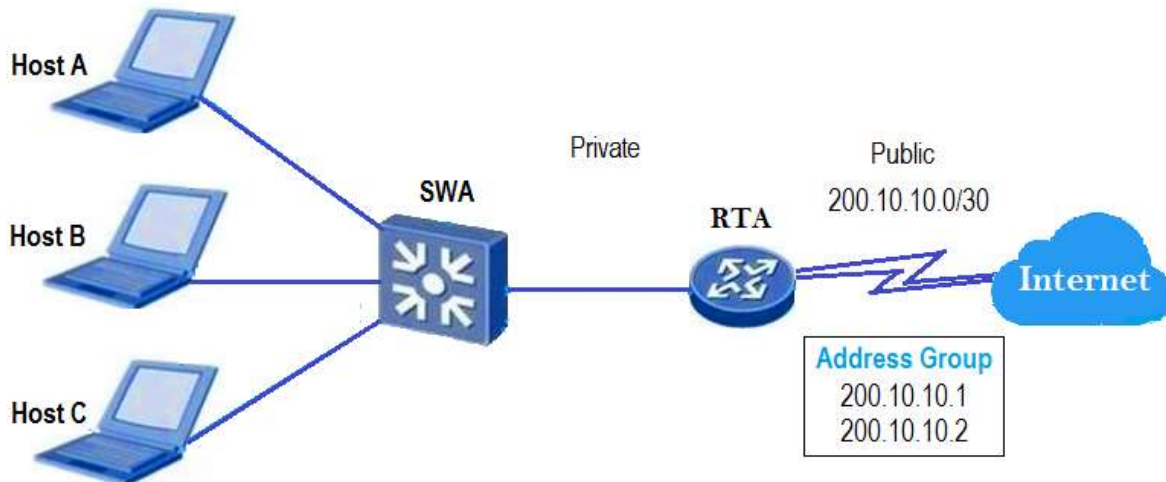 Host A
Private
Public
200.10.10.0/30
SWA
RTA
Host B
Internet
Address Group
200.10.10.1
200.10.10.2
Host C